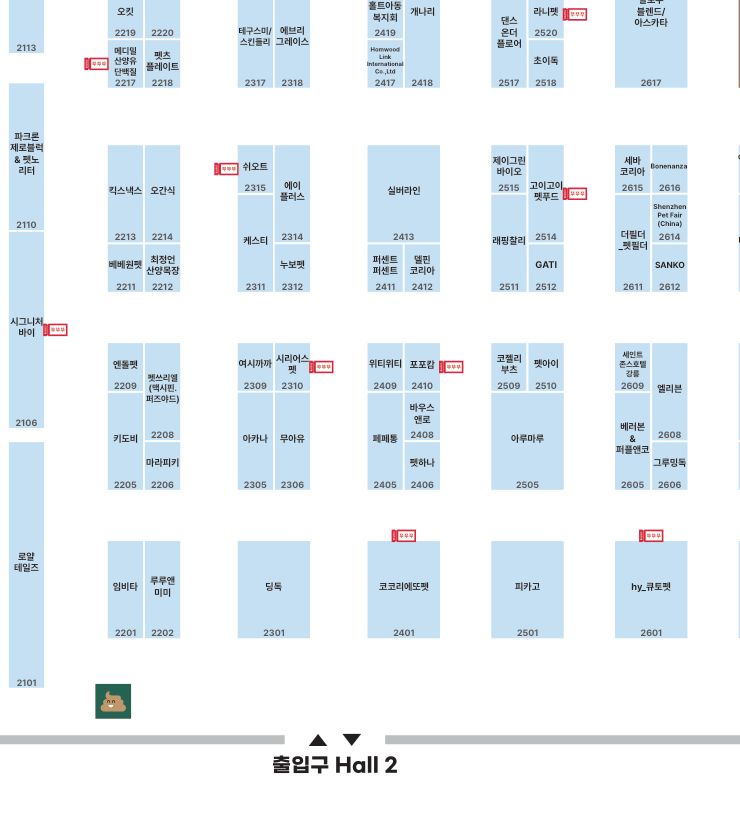 2113
파크론
제로블럭
& 펫노
리터
2110
시그니처
바이
2106
로얄
테일즈
2101
오킷
2219
2220
메디밀
산양유
단백질
2217
펫츠
플레이트
2218
테구스미/
스킨돌리
2317
에브리
그레이스
2318
홀트아동
복지회
2419
Homwood
Link
International
Co.,Ltd
2417
개나리
2418
댄스
온더
플로어
2517
라니펫
2520
초이독
2518
블렌드/
아스카타
2617
킥스낵스
2213
오간식
2214
베베원펫
2211
최정언
산양목장
2212
쉬오트
2315
에이
플러스
2314
케스티
2311
누보펫
2312
실버라인
2413
퍼센트
퍼센트
2411
델핀
코리아
2412
제이그린
바이오
2515
고이고이
펫푸드
2514
래핑찰리
2511
GATI
2512
세바
코리아
2615
Bonenanza
2616
더필더
_펫필더
2611
Shenzhen
Pet Fair
(China)
2614
SANKO
2612
엔돌펫
2209
펫쓰리엘
(맥시핀.
퍼즈야드)
2208
키도비
2205
마라피키
2206
여시까까
2309
시리어스
펫
2310
아카나
2305
무아유
2306
위티위티
2409
포포캄
2410
페페통
2405
바우스
앤로
2408
펫하나
2406
코젤리
부츠
2509
펫아이
2510
아루마루
2505
세인트
존스호텔
강릉
2609
엘리븐
2608
베러본
&
퍼플앤코
2605
그루밍독
2606
임비타
2201
루루앤
미미
2202
딩독
2301
코코리에또펫
2401
피카고
2501
hy_큐토펫
2601
출입구 Hall 2